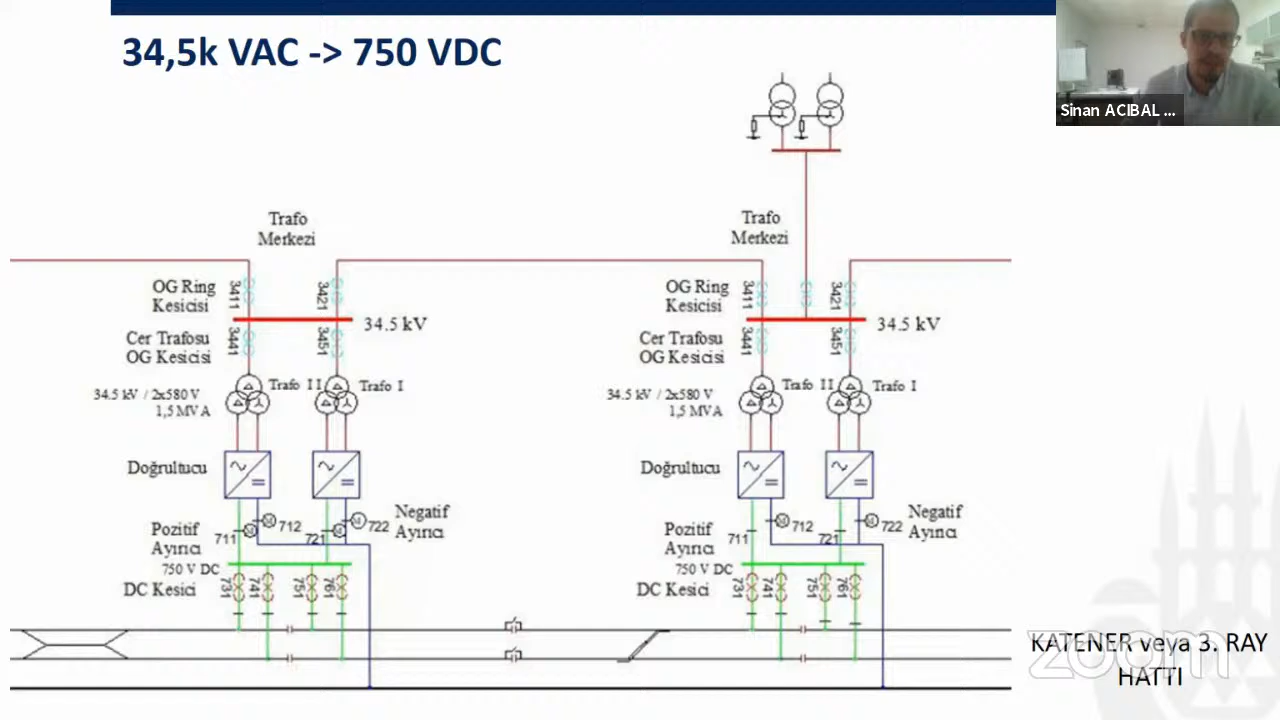 34,5k VAC -> 750 VDC
Sinan ACIBAL ...
Trafo
Merkezi
Trafo
Merkezi
OG Ring
Kesicisi
3411
3421
34.5 kV
Cer Trafosu
OG Kesicisi
3441
3451
34.5 kV / 2x580 V
1,5 MVA
Trafo II
Trafo I
Doğrultucu
Pozitif
Ayırıcı
711
712
721
722
Negatif
Ayırıcı
750 V DC
DC Kesici
731
741
751
761
OG Ring
Kesicisi
3411
3421
34.5 kV
Cer Trafosu
OG Kesicisi
3441
3451
34.5 kV / 2x580 V
1,5 MVA
Trafo II
Trafo I
Doğrultucu
Pozitif
Ayırıcı
711
712
721
722
Negatif
Ayırıcı
750 V DC
DC Kesici
731
741
751
761
KATENER veya 3. RAY
HATTI
zoom